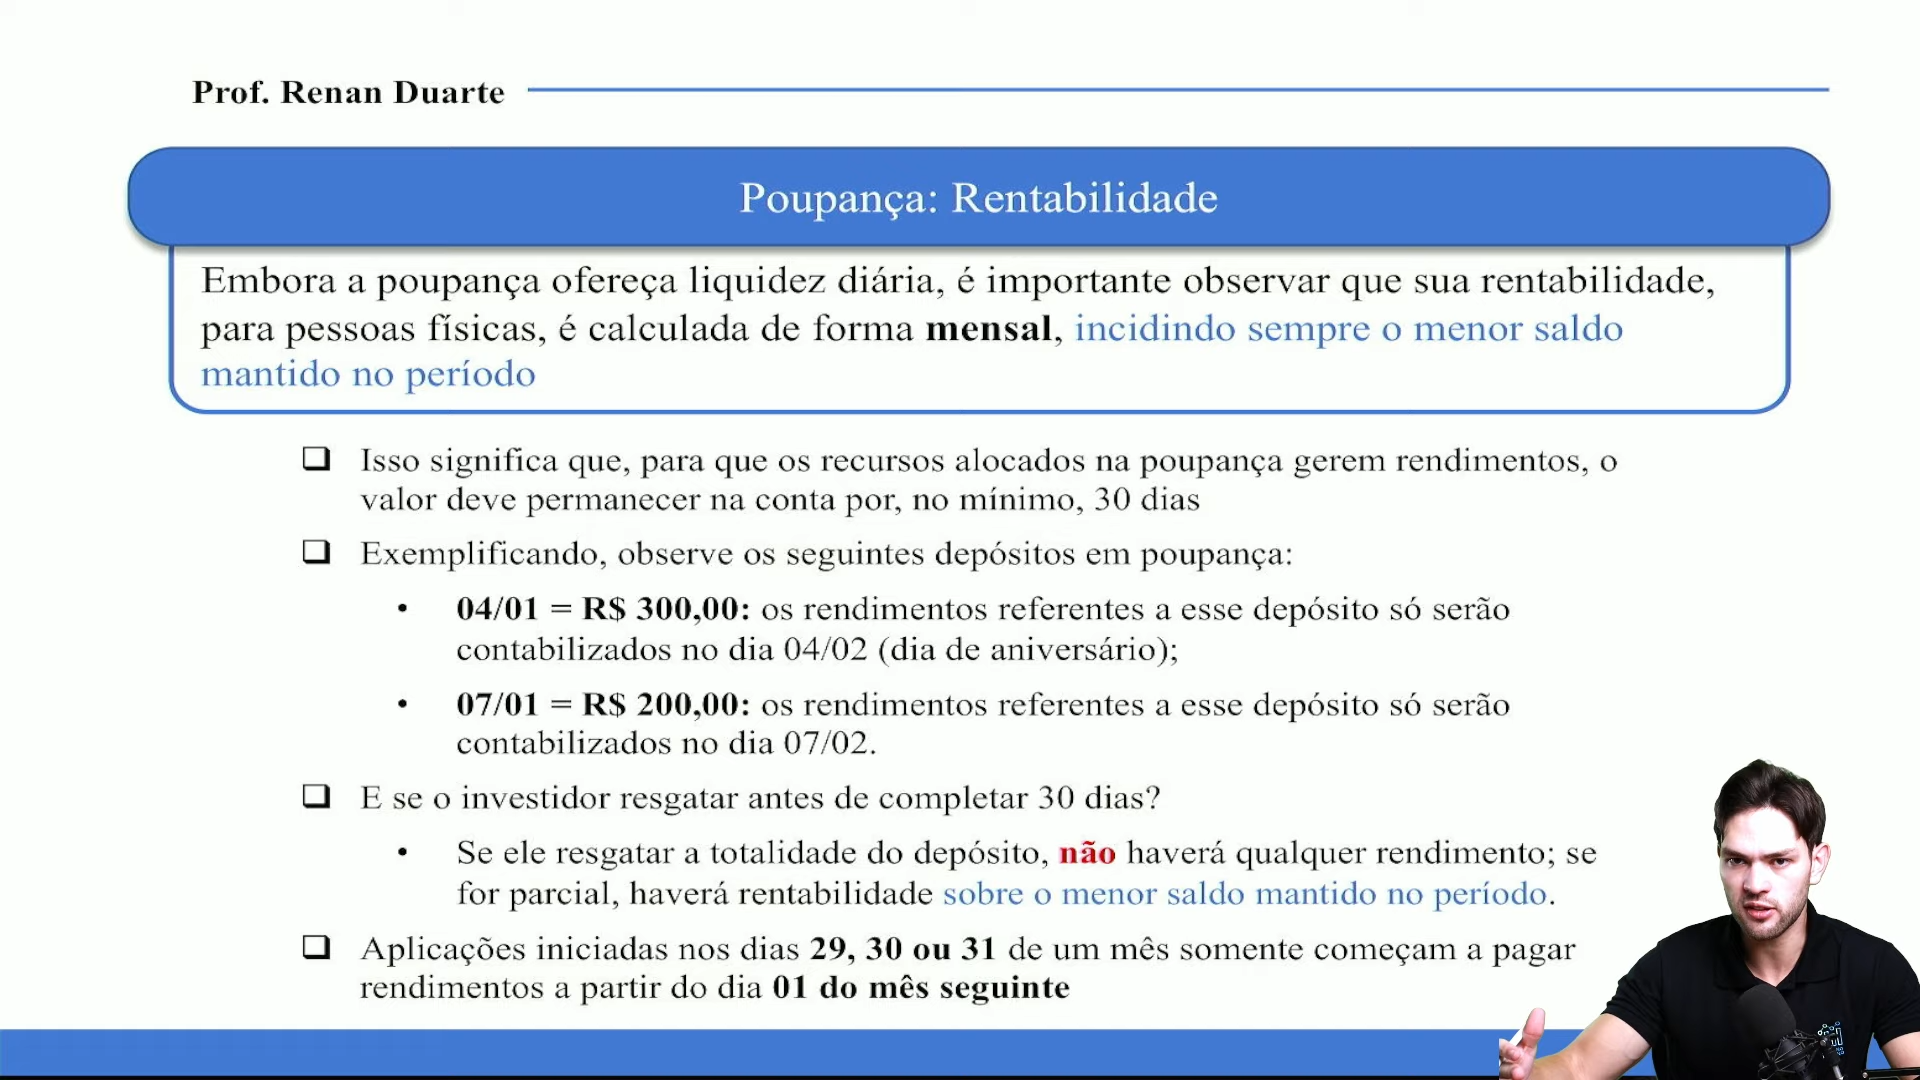 Prof. Renan Duarte
Poupança: Rentabilidade
Embora a poupança ofereça liquidez diária, é importante observar que sua rentabilidade,
para pessoas físicas, é calculada de forma mensal, incidindo sempre o menor saldo
mantido no período
❑ Isso significa que, para que os recursos alocados na poupança gerem rendimentos, o
valor deve permanecer na conta por, no mínimo, 30 dias
❑ Exemplificando, observe os seguintes depósitos em poupança:
• 04/01 = R$ 300,00: os rendimentos referentes a esse depósito só serão
contabilizados no dia 04/02 (dia de aniversário);
• 07/01 = R$ 200,00: os rendimentos referentes a esse depósito só serão
contabilizados no dia 07/02.
❑ E se o investidor resgatar antes de completar 30 dias?
• Se ele resgatar a totalidade do depósito, não haverá qualquer rendimento; se
for parcial, haverá rentabilidade sobre o menor saldo mantido no período.
❑ Aplicações iniciadas nos dias 29, 30 ou 31 de um mês somente começam a pagar
rendimentos a partir do dia 01 do mês seguinte